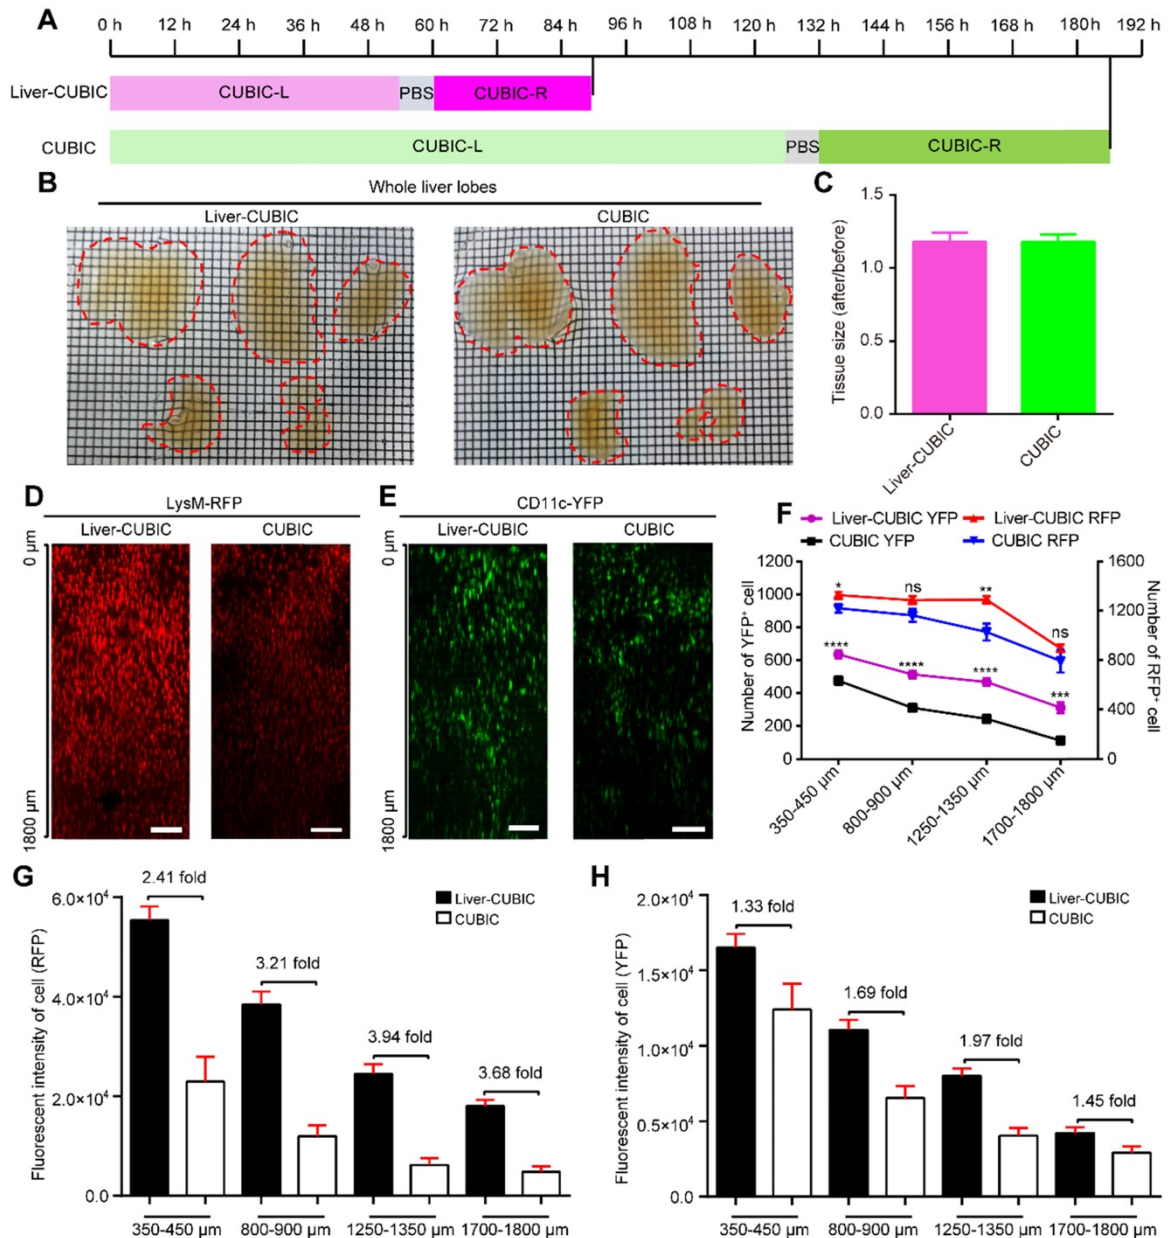 A
0 h 12 h 24 h 36 h 48 h 60 h 72 h 84 h 96 h 108 h 120 h 132 h 144 h 156 h 168 h 180 h 192 h
Liver-CUBIC CUBIC-L PBS CUBIC-R
CUBIC CUBIC-L PBS CUBIC-R
B
Whole liver lobes
Liver-CUBIC CUBIC
C
Tissue size (after/before)
1.5
1.0
0.5
0.0
Liver-CUBIC CUBIC
D
LysM-RFP
Liver-CUBIC CUBIC
0 μm
1800 μm
E
CD11c-YFP
Liver-CUBIC CUBIC
0 μm
1800 μm
F
Liver-CUBIC YFP Liver-CUBIC RFP
CUBIC YFP CUBIC RFP
Number of YFP⁺ cell
1200
1000
800
600
400
200
0
Number of RFP⁺ cell
1600
1200
800
400
0
* ns ** ns
**** **** **** ***
350-450 μm 800-900 μm 1250-1350 μm 1700-1800 μm
G
Fluorescent intensity of cell (RFP)
6.0×10⁴
4.0×10⁴
2.0×10⁴
0.0
Liver-CUBIC
CUBIC
2.41 fold
3.21 fold
3.94 fold
3.68 fold
350-450 μm 800-900 μm 1250-1350 μm 1700-1800 μm
H
Fluorescent intensity of cell (YFP)
2.0×10⁴
1.5×10⁴
1.0×10⁴
0.5×10⁴
0.0
Liver-CUBIC
CUBIC
1.33 fold
1.69 fold
1.97 fold
1.45 fold
350-450 μm 800-900 μm 1250-1350 μm 1700-1800 μm